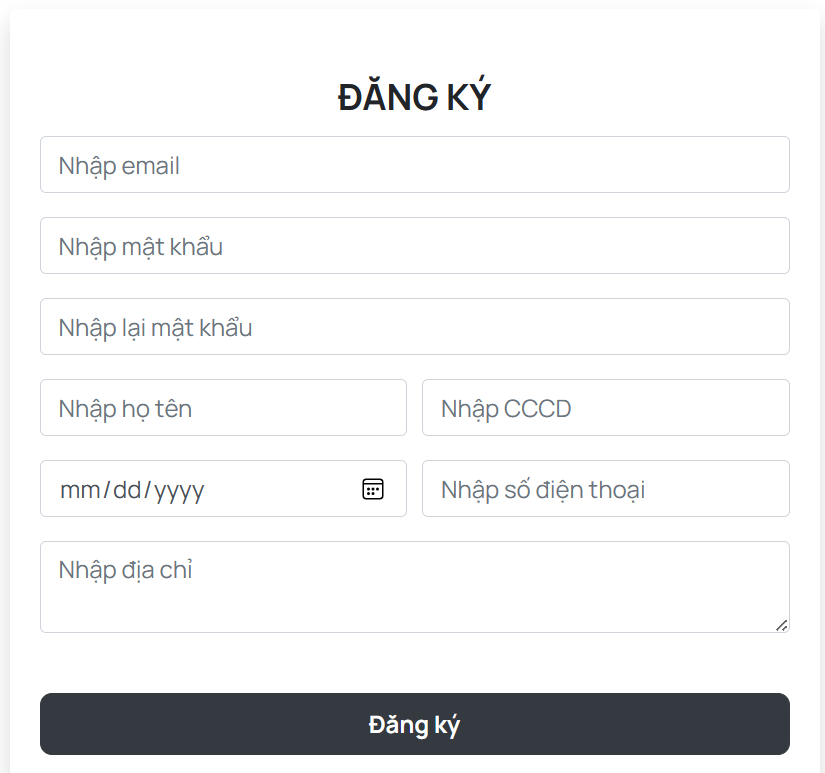 ĐĂNG KÝ
Nhập email
Nhập mật khẩu
Nhập lại mật khẩu
Nhập họ tên
Nhập CCCD
mm/dd/yyyy
Nhập số điện thoại
Nhập địa chỉ
Đăng ký